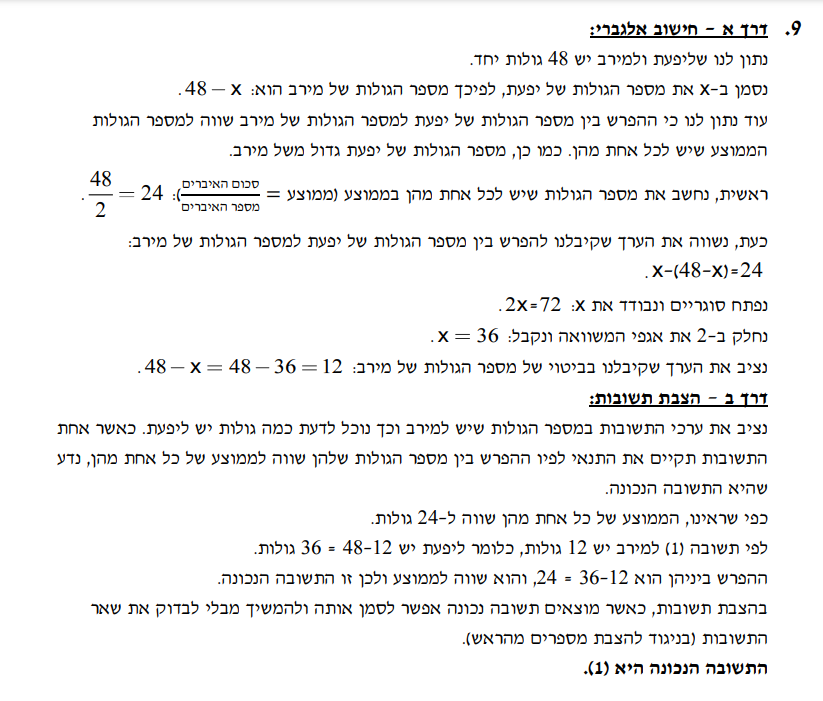 9. דרך א - חישוב אלגברי:
נתון לנו שליפעת ולמירב יש 48 גולות יחד.
נסמן ב-x את מספר הגולות של יפעת, לפיכך מספר הגולות של מירב הוא: 48 – x.
עוד נתון לנו כי ההפרש בין מספר הגולות של יפעת למספר הגולות של מירב שווה למספר הגולות
הממוצע שיש לכל אחת מהן. כמו כן, מספר הגולות של יפעת גדול משל מירב.
ראשית, נחשב את מספר הגולות שיש לכל אחת מהן בממוצע (ממוצע = סכום האיברים / מספר האיברים): 48/2 = 24.
כעת, נשווה את הערך שקיבלנו להפרש בין מספר הגולות של יפעת למספר הגולות של מירב:
x-(48-x)=24.
נפתח סוגריים ונבודד את x: 2x=72.
נחלק ב-2 את אגפי המשוואה ונקבל: x = 36.
נציב את הערך שקיבלנו בביטוי של מספר הגולות של מירב: 48 – x = 48 – 36 = 12.
דרך ב - הצבת תשובות:
נציב את ערכי התשובות במספר הגולות שיש למירב וכך נוכל לדעת כמה גולות יש ליפעת. כאשר אחת
התשובות תקיים את התנאי לפיו ההפרש בין מספר הגולות שלהן שווה לממוצע של כל אחת מהן, נדע
שהיא התשובה הנכונה.
כפי שראינו, הממוצע של כל אחת מהן שווה ל-24 גולות.
לפי תשובה (1) למירב יש 12 גולות, כלומר ליפעת יש 48-12 = 36 גולות.
ההפרש ביניהן הוא 36-12 = 24, והוא שווה לממוצע ולכן זו התשובה הנכונה.
בהצבת תשובות, כאשר מוצאים תשובה נכונה אפשר לסמן אותה ולהמשיך מבלי לבדוק את שאר
התשובות (בניגוד להצבת מספרים מהראש).
התשובה הנכונה היא (1).